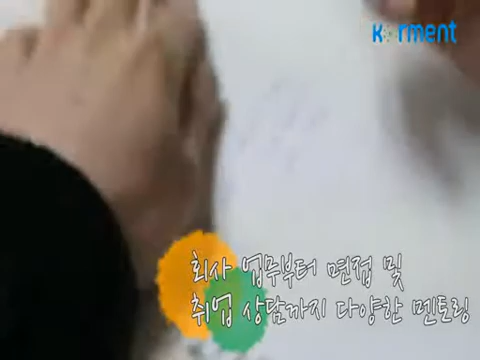 korment
회사 업무부터 면접 및
취업 상담까지 다양한 멘토링